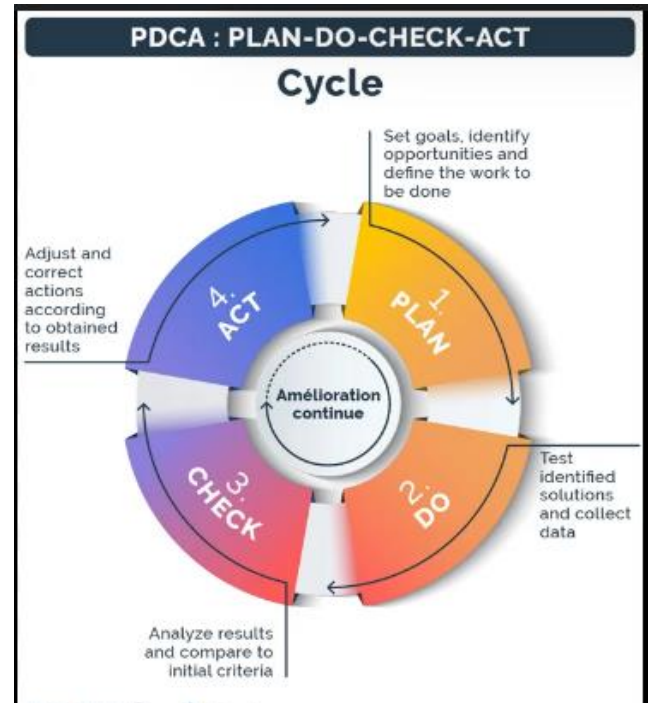 PDCA : PLAN-DO-CHECK-ACT
Cycle
Set goals, identify
opportunities and
define the work to
be done
Adjust and
correct
actions
according
to obtained
results
4.
ACT
1.
PLAN
Amélioration
continue
3.
CHECK
2.
DO
Test
identified
solutions
and collect
data
Analyze results
and compare to
initial criteria